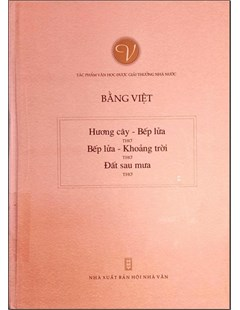 V
TÁC PHẨM VĂN HỌC ĐƯỢC GIẢI THƯỞNG NHÀ NƯỚC
BẰNG VIỆT
Hương cây - Bếp lửa
THƠ
Bếp lửa - Khoảng trời
THƠ
Đất sau mưa
THƠ
NHÀ XUẤT BẢN HỘI NHÀ VĂN